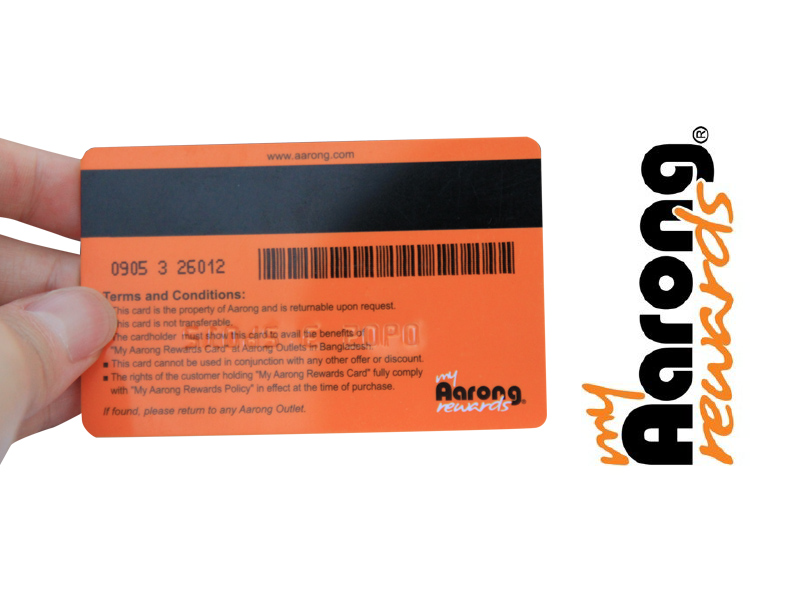 www.aarong.com
0905 3 26012
Terms and Conditions:
This card is the property of Aarong and is returnable upon request.
This card is not transferable.
The cardholder must show this card to avail the benefits of
"My Aarong Rewards Card" at Aarong Outlets in Bangladesh.
■ This card cannot be used in conjunction with any other offer or discount.
■ The rights of the customer holding "My Aarong Rewards Card" fully comply
with "My Aarong Rewards Policy" in effect at the time of purchase.
If found, please return to any Aarong Outlet.
my
Aarong®
rewards
my
Aarong®
rewards